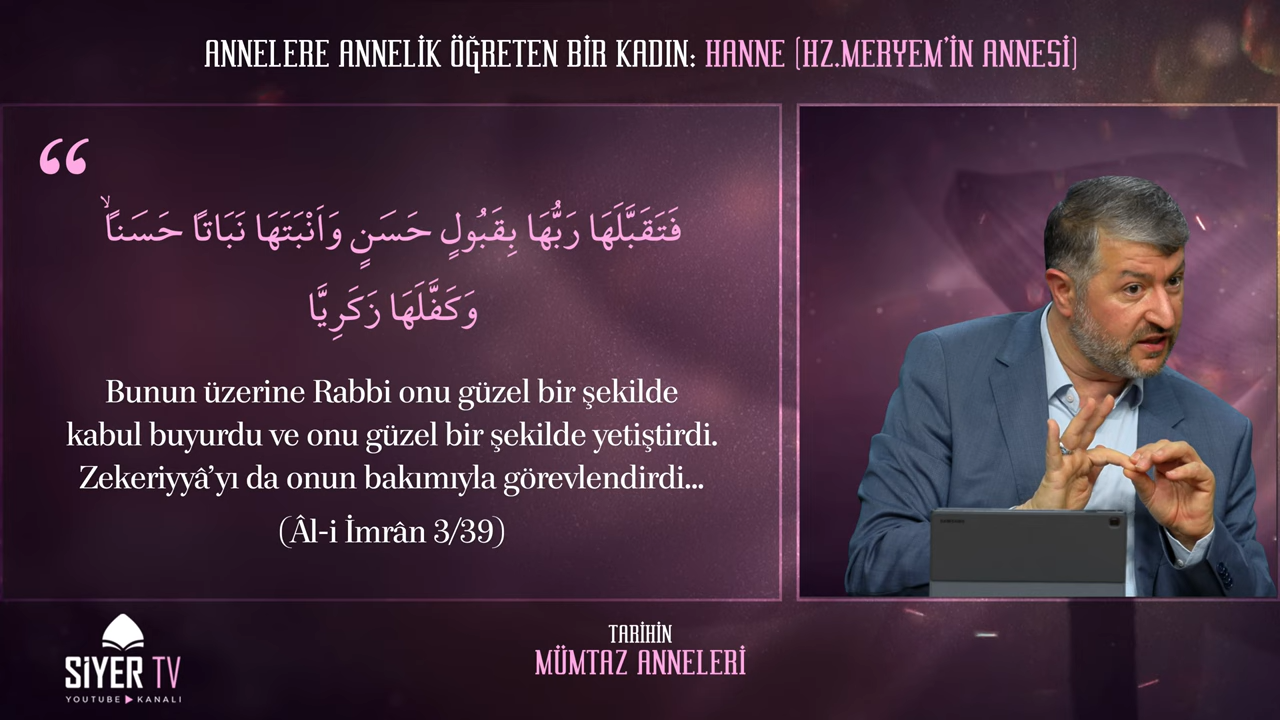 ANNELERE ANNELİK ÖĞRETEN BİR KADIN: HANNE (HZ.MERYEM'İN ANNESİ)
“
فَتَقَبَّلَهَا رَبُّهَا بِقَبُولٍ حَسَنٍ وَاَنْبَتَهَا نَبَاتًا حَسَنًاۙ
وَكَفَّلَهَا زَكَرِيَّا
Bunun üzerine Rabbi onu güzel bir şekilde
kabul buyurdu ve onu güzel bir şekilde yetiştirdi.
Zekeriyyâ’yı da onun bakımıyla görevlendirdi...
(Âl-i İmrân 3/39)
SAMSUNG
SİYER TV
YOUTUBE KANALI
TARİHİN
MÜMTAZ ANNELERİ